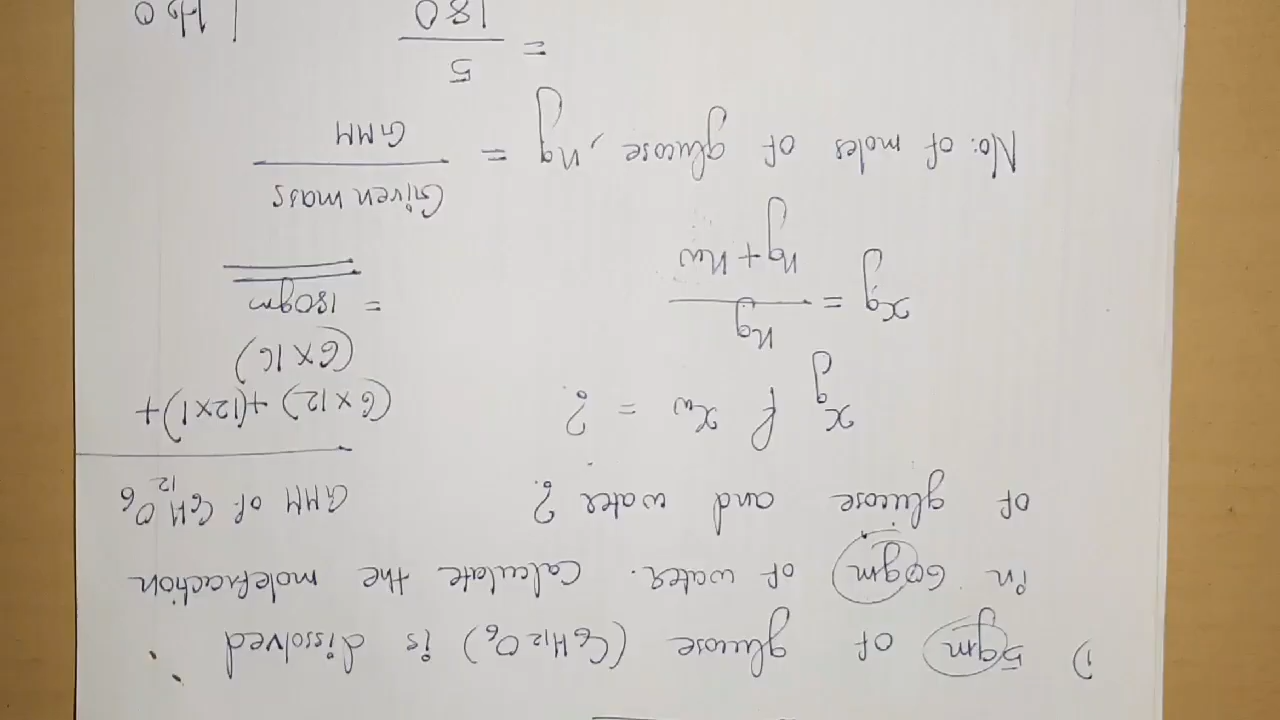 1) 5gm of glucose (C6H12O6) is dissolved
in 60gm of water. Calculate the molefraction
of glucose and water ?
xg & xw = ?
xg = ng / ng + nw
No: of moles of glucose, ng = Given mass / GMM
= 5 / 180
GMM of C6H12O6
(6 x 12) + (12x1) +
(6 x 16)
= 180gm
H2O